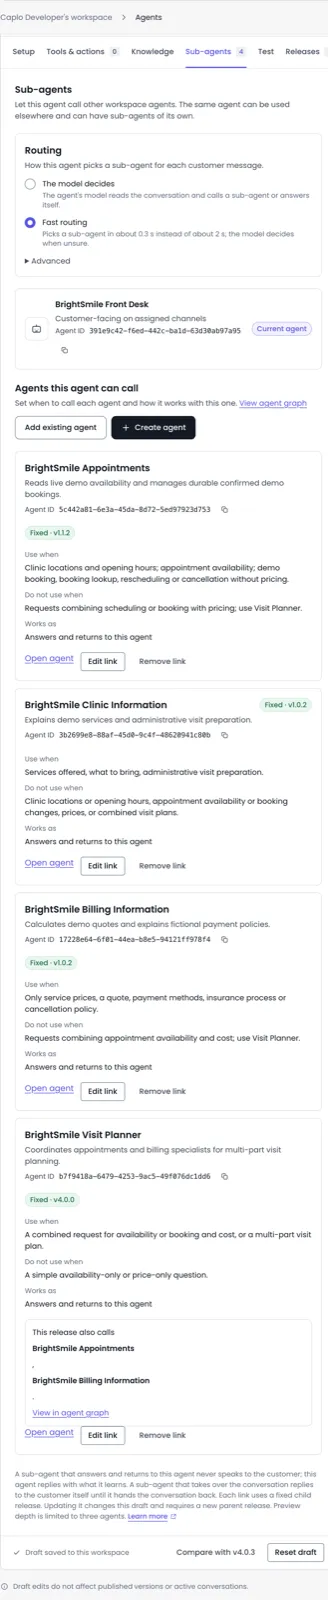 Caplo Developer's workspace > Agents
Setup Tools & actions 0 Knowledge Sub-agents 4 Test Releases
Sub-agents
Let this agent call other workspace agents. The same agent can be used
elsewhere and can have sub-agents of its own.
Routing
How this agent picks a sub-agent for each customer message.
The model decides
The agent's model reads the conversation and calls a sub-agent or answers
itself.
Fast routing
Picks a sub-agent in about 0.3 s instead of about 2 s; the model decides
when unsure.
Advanced
BrightSmile Front Desk
Customer-facing on assigned channels
Agent ID 391e9c42-f6ed-442c-ba1d-63d30ab97a95
Current agent
Agents this agent can call
Set when to call each agent and how it works with this one. View agent graph
Add existing agent
+ Create agent
BrightSmile Appointments
Reads live demo availability and manages durable confirmed demo
bookings.
Agent ID 5c442a81-6e3a-45da-8d72-5ed97923d753
Fixed · v1.1.2
Use when
Clinic locations and opening hours; appointment availability; demo
booking, booking lookup, rescheduling or cancellation without pricing.
Do not use when
Requests combining scheduling or booking with pricing; use Visit Planner.
Works as
Answers and returns to this agent
Open agent Edit link Remove link
BrightSmile Clinic Information
Fixed · v1.0.2
Explains demo services and administrative visit preparation.
Agent ID 3b2699e8-88af-45d0-9c4f-48620941c80b
Use when
Services offered, what to bring, administrative visit preparation.
Do not use when
Clinic locations or opening hours, appointment availability or booking
changes, prices, or combined visit plans.
Works as
Answers and returns to this agent
Open agent Edit link Remove link
BrightSmile Billing Information
Calculates demo quotes and explains fictional payment policies.
Agent ID 17228e64-6f01-44ea-b8e5-94121ff978f4
Fixed · v1.0.2
Use when
Only service prices, a quote, payment methods, insurance process or
cancellation policy.
Do not use when
Requests combining appointment availability and cost; use Visit Planner.
Works as
Answers and returns to this agent
Open agent Edit link Remove link
BrightSmile Visit Planner
Coordinates appointments and billing specialists for multi-part visit
planning.
Agent ID b7f9418a-6479-4253-9ac5-49f076dc1dd6
Fixed · v4.0.0
Use when
A combined request for availability or booking and cost, or a multi-part visit
plan.
Do not use when
A simple availability-only or price-only question.
Works as
Answers and returns to this agent
This release also calls
BrightSmile Appointments
,
BrightSmile Billing Information
.
View in agent graph
Open agent Edit link Remove link
A sub-agent that answers and returns to this agent never speaks to the customer; this
agent replies with what it learns. A sub-agent that takes over the conversation replies
to the customer itself until it hands the conversation back. Each link uses a fixed child
release. Updating it changes this draft and requires a new parent release. Preview
depth is limited to three agents. Learn more
Draft saved to this workspace
Compare with v4.0.3
Reset draft
Draft edits do not affect published versions or active conversations.